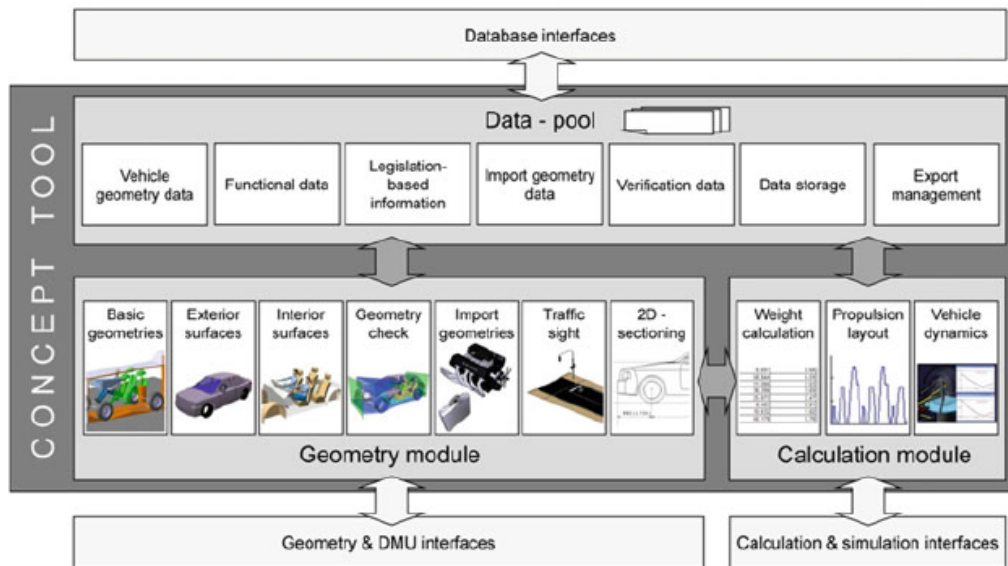 Database interfaces
CONCEPT TOOL
Data - pool
Vehicle
geometry data
Functional data
Legislation-
based
information
Import geometry
data
Verification data
Data storage
Export
management
Basic
geometries
Exterior
surfaces
Interior
surfaces
Geometry
check
Import
geometries
Traffic
sight
2D -
sectioning
Geometry module
Weight
calculation
Propulsion
layout
Vehicle
dynamics
Calculation module
Geometry & DMU interfaces
Calculation & simulation interfaces